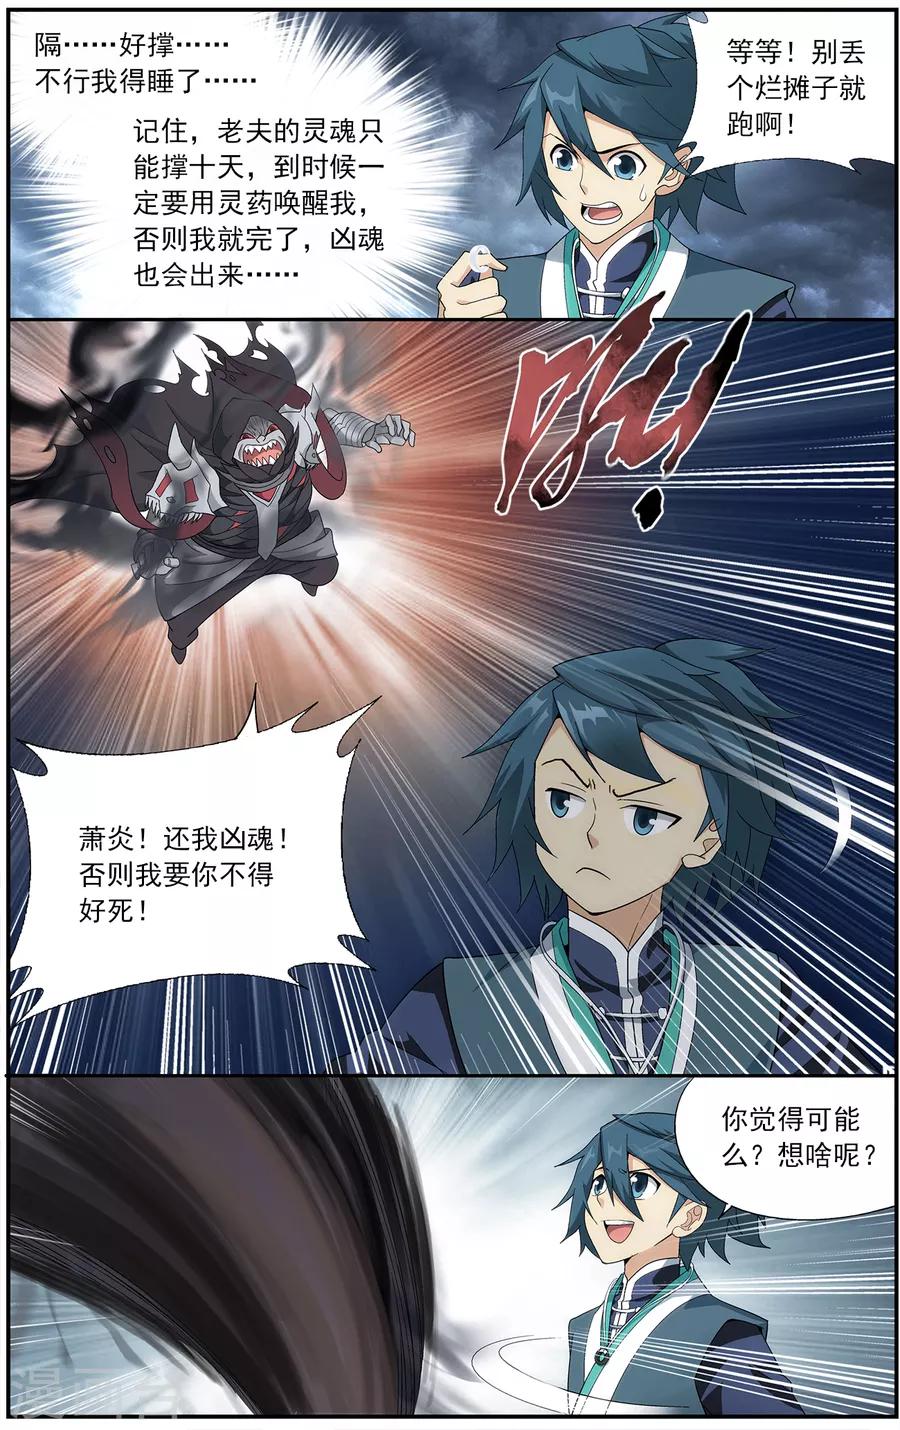 隔……好撑……
不行我得睡了……
记住，老夫的灵魂只
能撑十天，到时候一
定要用灵药唤醒我，
否则我就完了，凶魂
也会出来……
等等！别丢
个烂摊子就
跑啊！
吼！
萧炎！还我凶魂！
否则我要你不得
好死！
你觉得可能
么？想啥呢？